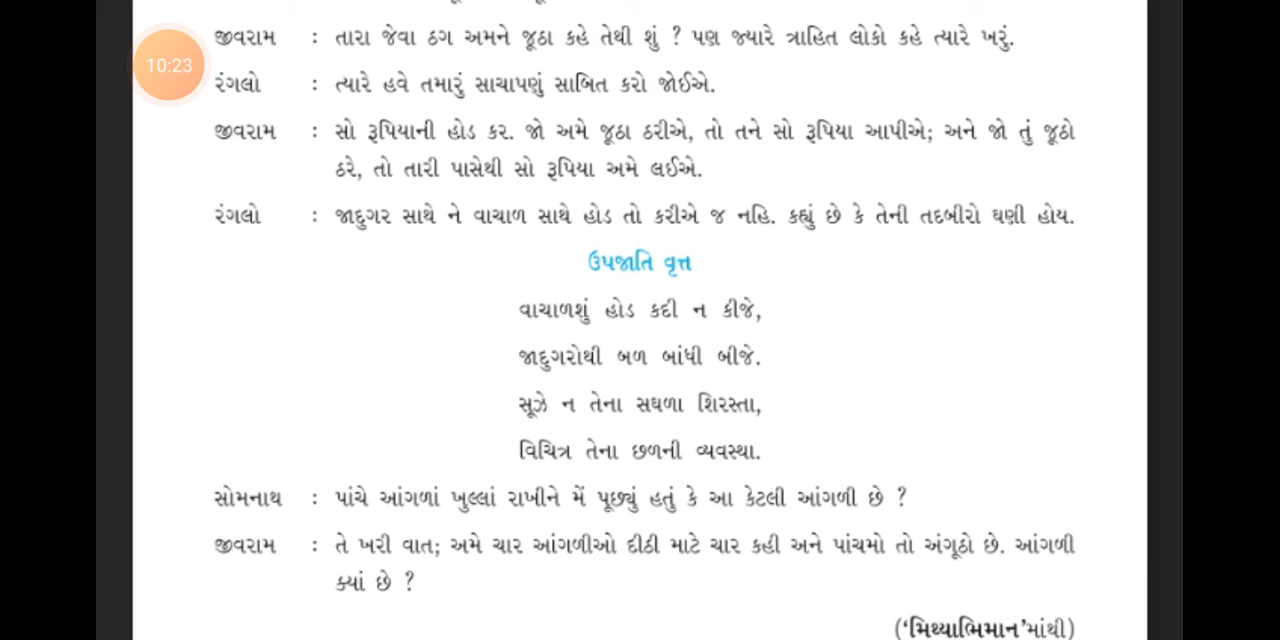 જીવરામ : તારા જેવા ઠગ અમને જૂઠા કહે તેથી શું ? પણ જ્યારે ત્રાહિત લોકો કહે ત્યારે ખરું.
10:23
રંગલો : ત્યારે હવે તમારું સાચાપણું સાબિત કરો જોઈએ.
જીવરામ : સો રૂપિયાની હોડ કર. જો અમે જૂઠા ઠરીએ, તો તને સો રૂપિયા આપીએ; અને જો તું જૂઠો
ઠરે, તો તારી પાસેથી સો રૂપિયા અમે લઈએ.
રંગલો : જાદુગર સાથે ને વાચાળ સાથે હોડ તો કરીએ જ નહિ. કહ્યું છે કે તેની તદબીરો ઘણી હોય.
ઉપજાતિ વૃત્ત
વાચાળશું હોડ કદી ન કીજે,
જાદુગરોથી બળ બાંધી બીજે.
સૂઝે ન તેના સઘળા શિરસ્તા,
વિચિત્ર તેના છળની વ્યવસ્થા.
સોમનાથ : પાંચે આંગળાં ખુલ્લાં રાખીને મેં પૂછ્યું હતું કે આ કેટલી આંગળી છે ?
જીવરામ : તે ખરી વાત; અમે ચાર આંગળીઓ દીઠી માટે ચાર કહી અને પાંચમો તો અંગૂઠો છે. આંગળી
ક્યાં છે ?
(‘મિથ્યાભિમાન’માંથી)